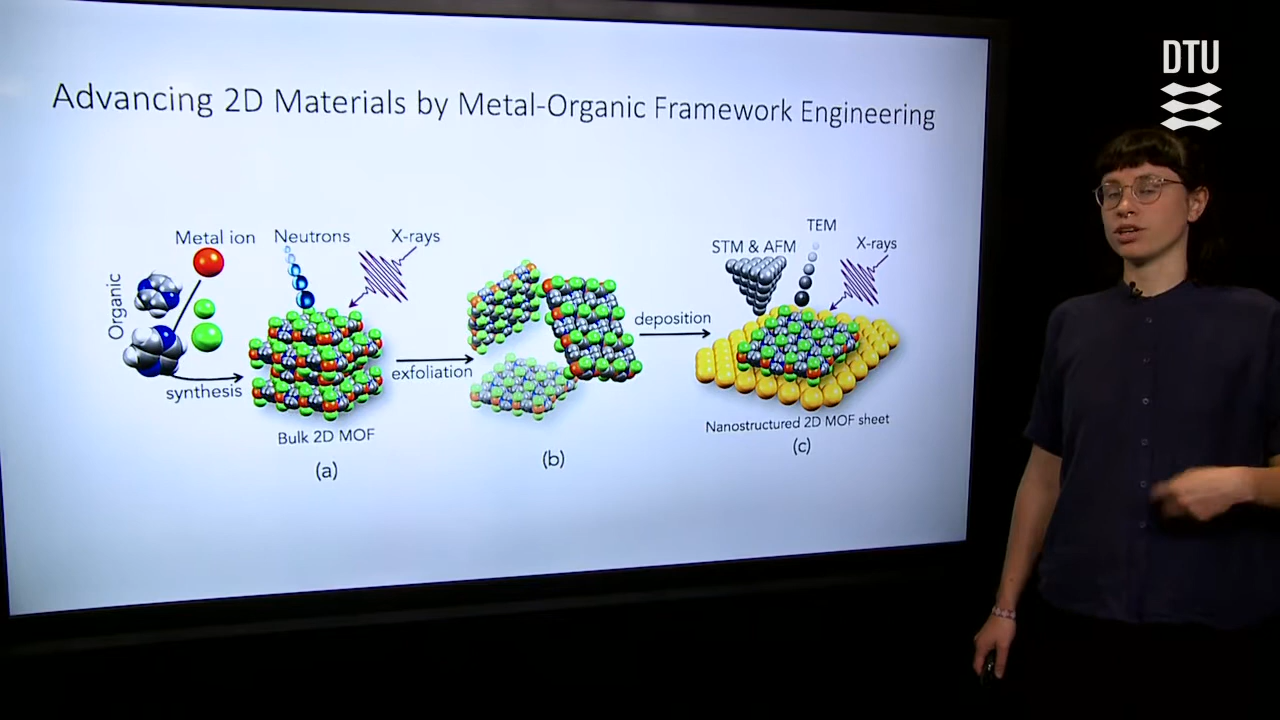 DTU
Advancing 2D Materials by Metal-Organic Framework Engineering
Metal ion
Neutrons
X-rays
Organic
synthesis
Bulk 2D MOF
(a)
exfoliation
(b)
deposition
STM & AFM
TEM
X-rays
Nanostructured 2D MOF sheet
(c)